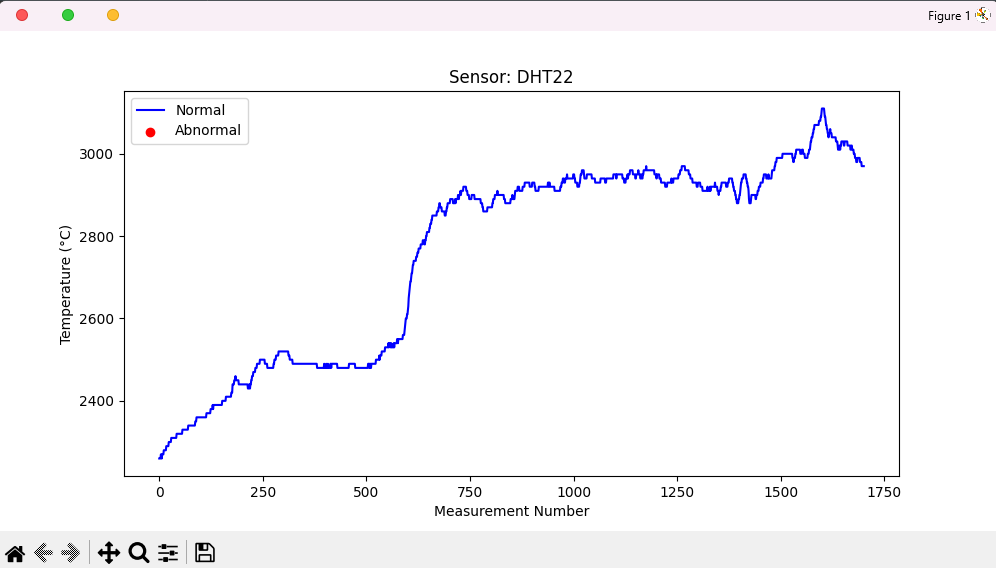 Figure 1
Sensor: DHT22
Normal
Abnormal
3000
2800
2600
2400
Temperature (°C)
0 250 500 750 1000 1250 1500 1750
Measurement Number